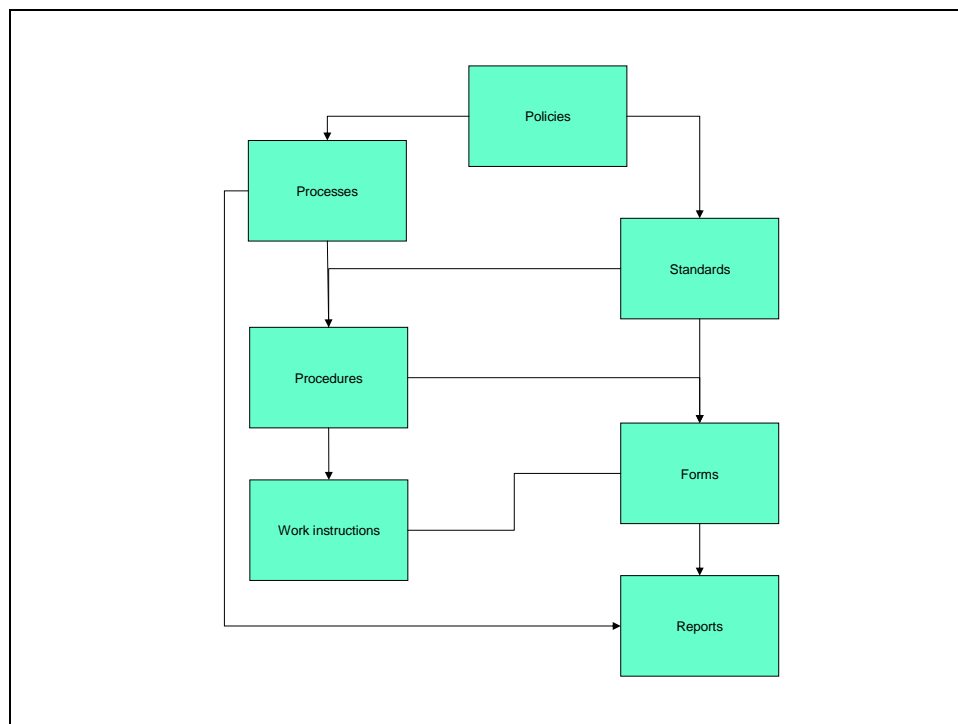 Policies
Processes
Standards
Procedures
Forms
Work instructions
Reports